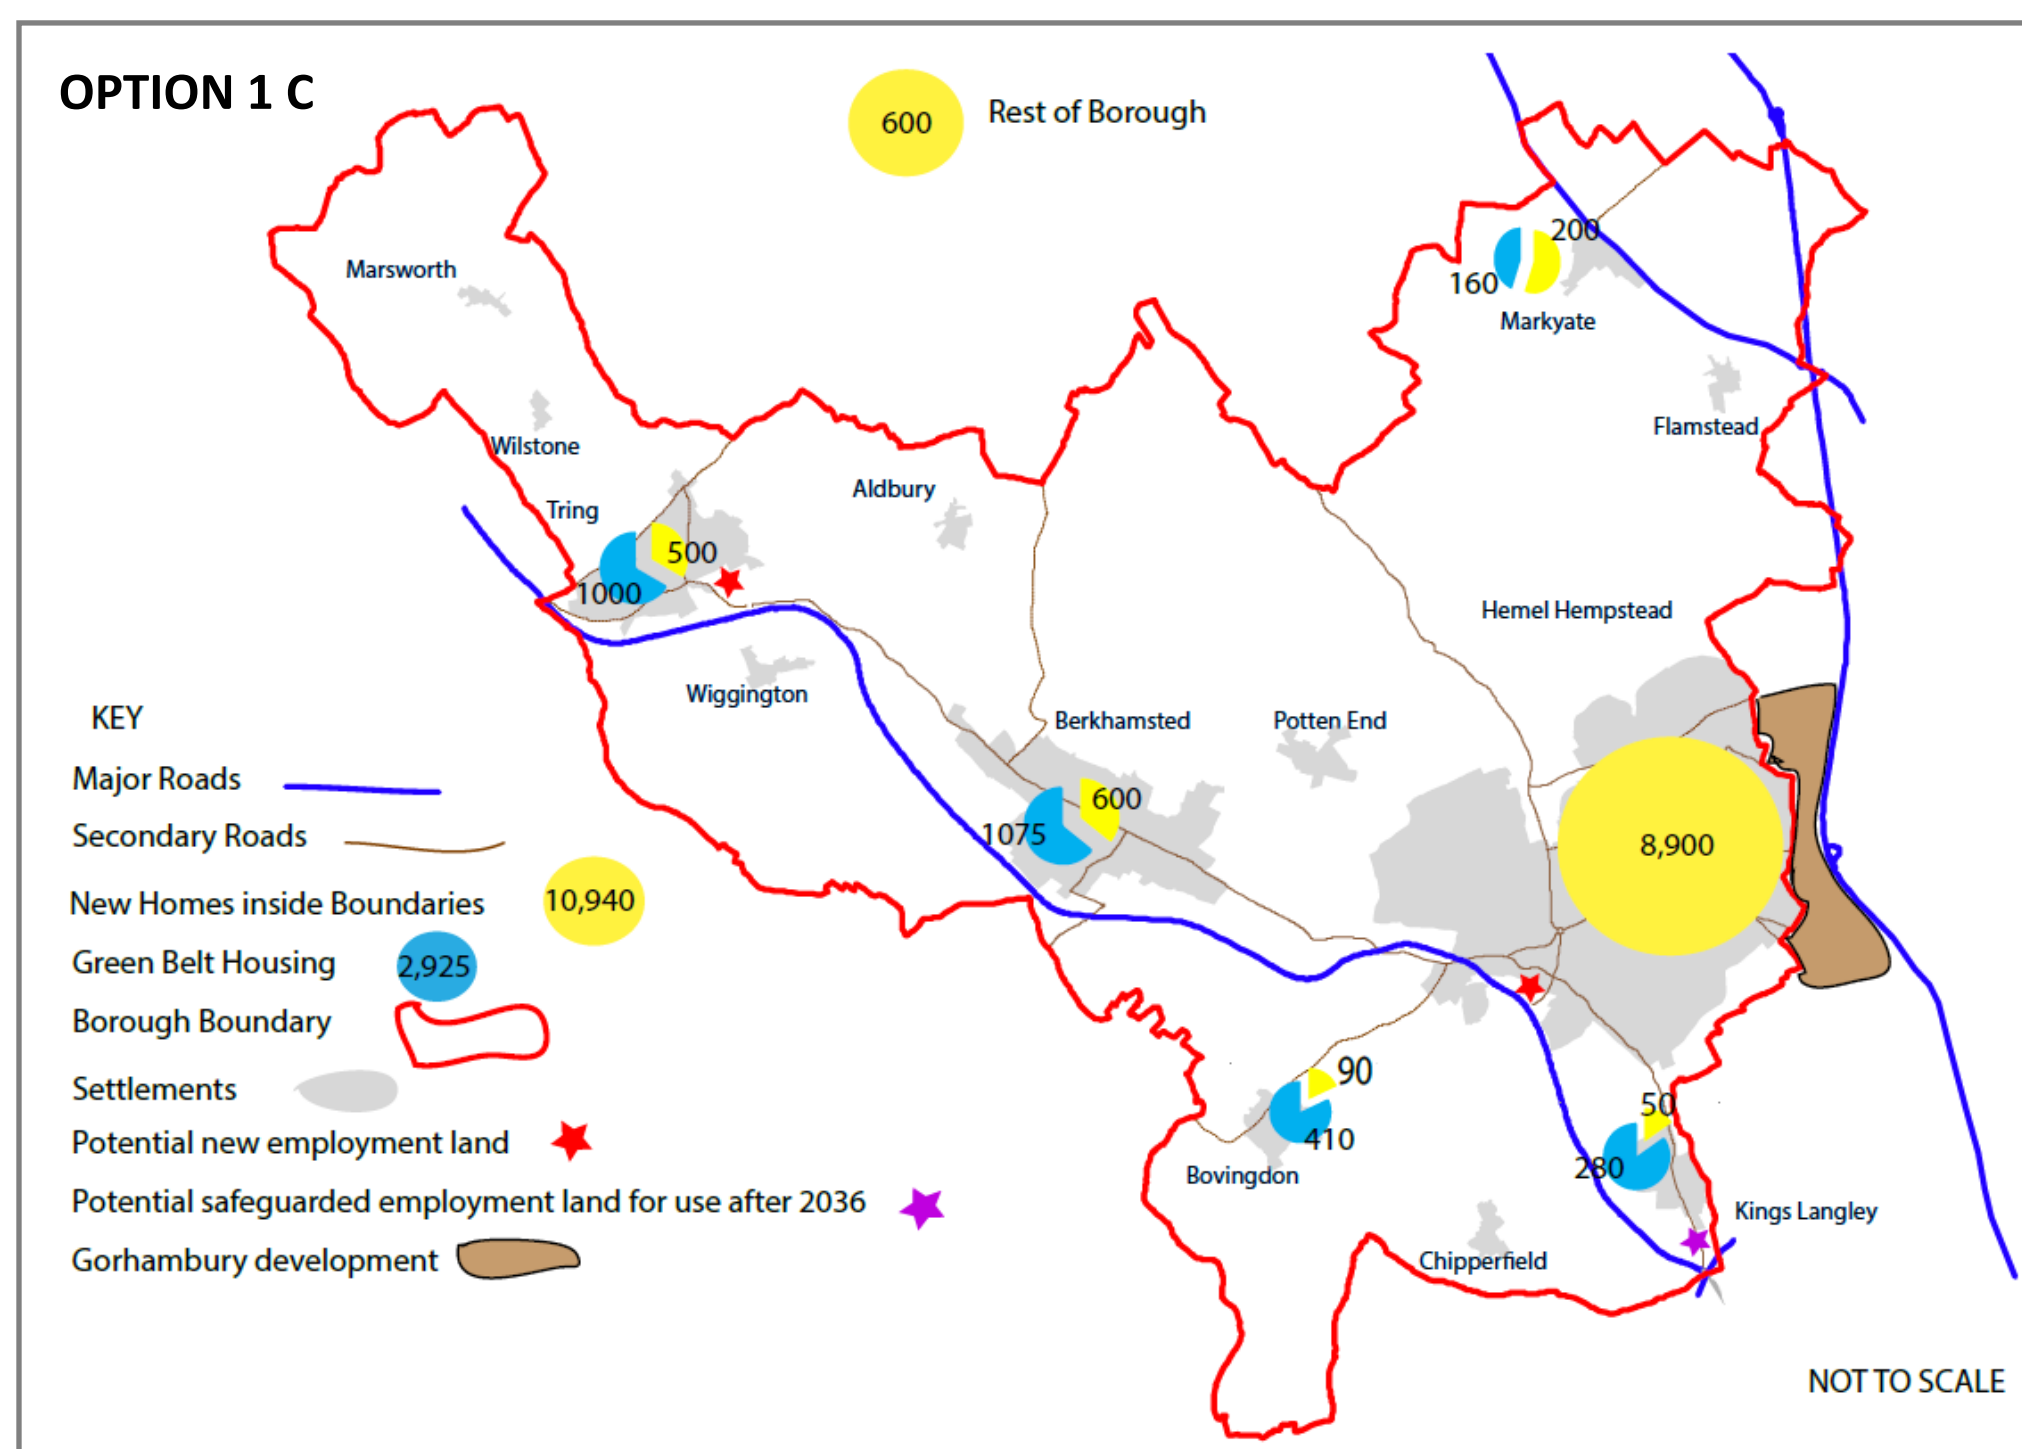 OPTION 1 C
600
Rest of Borough
200
160
Markyate
Marsworth
Flamstead
Wilstone
Aldbury
Tring
500
1000
Hemel Hempstead
Wiggington
Berkhamsted
Potten End
600
1075
8,900
KEY
Major Roads
Secondary Roads
New Homes inside Boundaries
10,940
Green Belt Housing
2,925
Borough Boundary
Settlements
Potential new employment land
Potential safeguarded employment land for use after 2036
Gorhambury development
90
410
Bovingdon
50
280
Kings Langley
Chipperfield
NOT TO SCALE